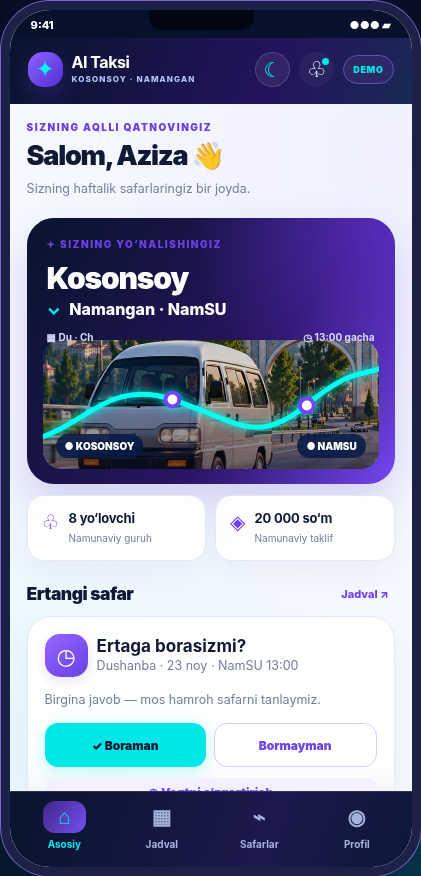 9:41
AI Taksi
KOSONSOY · NAMANGAN
DEMO
SIZNING AQLLI QATNOVINGIZ
Salom, Aziza 👋
Sizning haftalik safarlaringiz bir joyda.
✦ SIZNING YO‘NALISHINGIZ
Kosonsoy
Namangan · NamSU
Du · Ch
13:00 gacha
KOSONSOY
NAMSU
8 yo‘lovchi
Namunaviy guruh
20 000 so‘m
Namunaviy taklif
Ertangi safar
Jadval ↗
Ertaga borasizmi?
Dushanba · 23 noy · NamSU 13:00
Birgina javob — mos hamroh safarni tanlaymiz.
✓ Boraman
Bormayman
Asosiy
Jadval
Safarlar
Profil